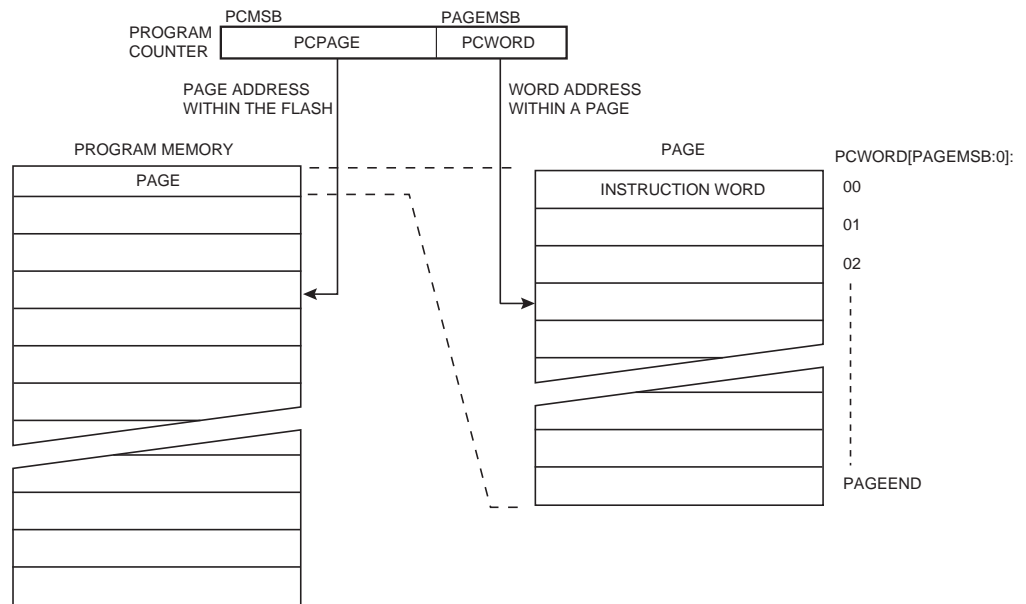 PCMSB
PAGEMSB
PROGRAM
COUNTER
PCPAGE
PCWORD
PAGE ADDRESS
WITHIN THE FLASH
WORD ADDRESS
WITHIN A PAGE
PROGRAM MEMORY
PAGE
PAGE
PCWORD[PAGEMSB:0]:
INSTRUCTION WORD
00
01
02
PAGEEND